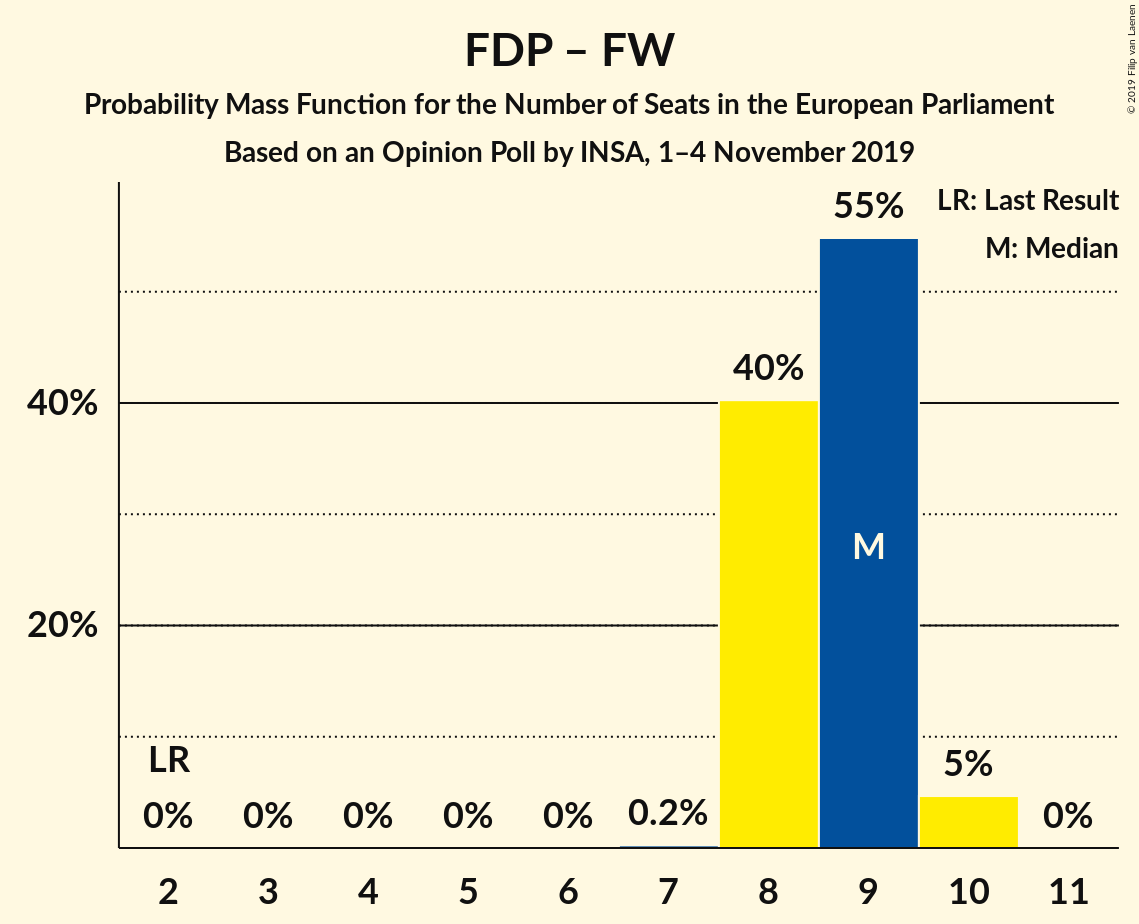 FDP – FW
Probability Mass Function for the Number of Seats in the European Parliament
Based on an Opinion Poll by INSA, 1–4 November 2019
© 2019 Filip van Laenen
LR: Last Result
M: Median
55%
40%
40%
M
20%
LR
5%
0% 0% 0% 0% 0% 0.2% 0%
2 3 4 5 6 7 8 9 10 11